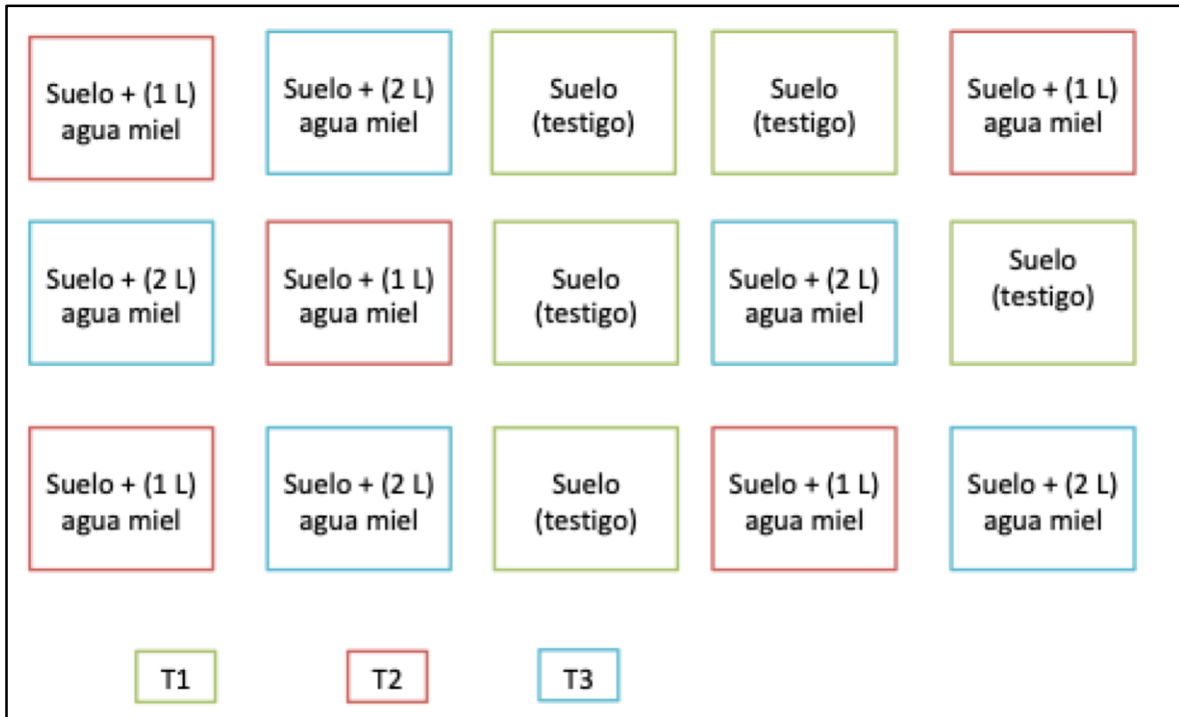 Suelo + (1 L)
agua miel
Suelo + (2 L)
agua miel
Suelo
(testigo)
Suelo
(testigo)
Suelo + (1 L)
agua miel
Suelo + (2 L)
agua miel
Suelo + (1 L)
agua miel
Suelo
(testigo)
Suelo + (2 L)
agua miel
Suelo
(testigo)
Suelo + (1 L)
agua miel
Suelo + (2 L)
agua miel
Suelo
(testigo)
Suelo + (1 L)
agua miel
Suelo + (2 L)
agua miel
T1
T2
T3